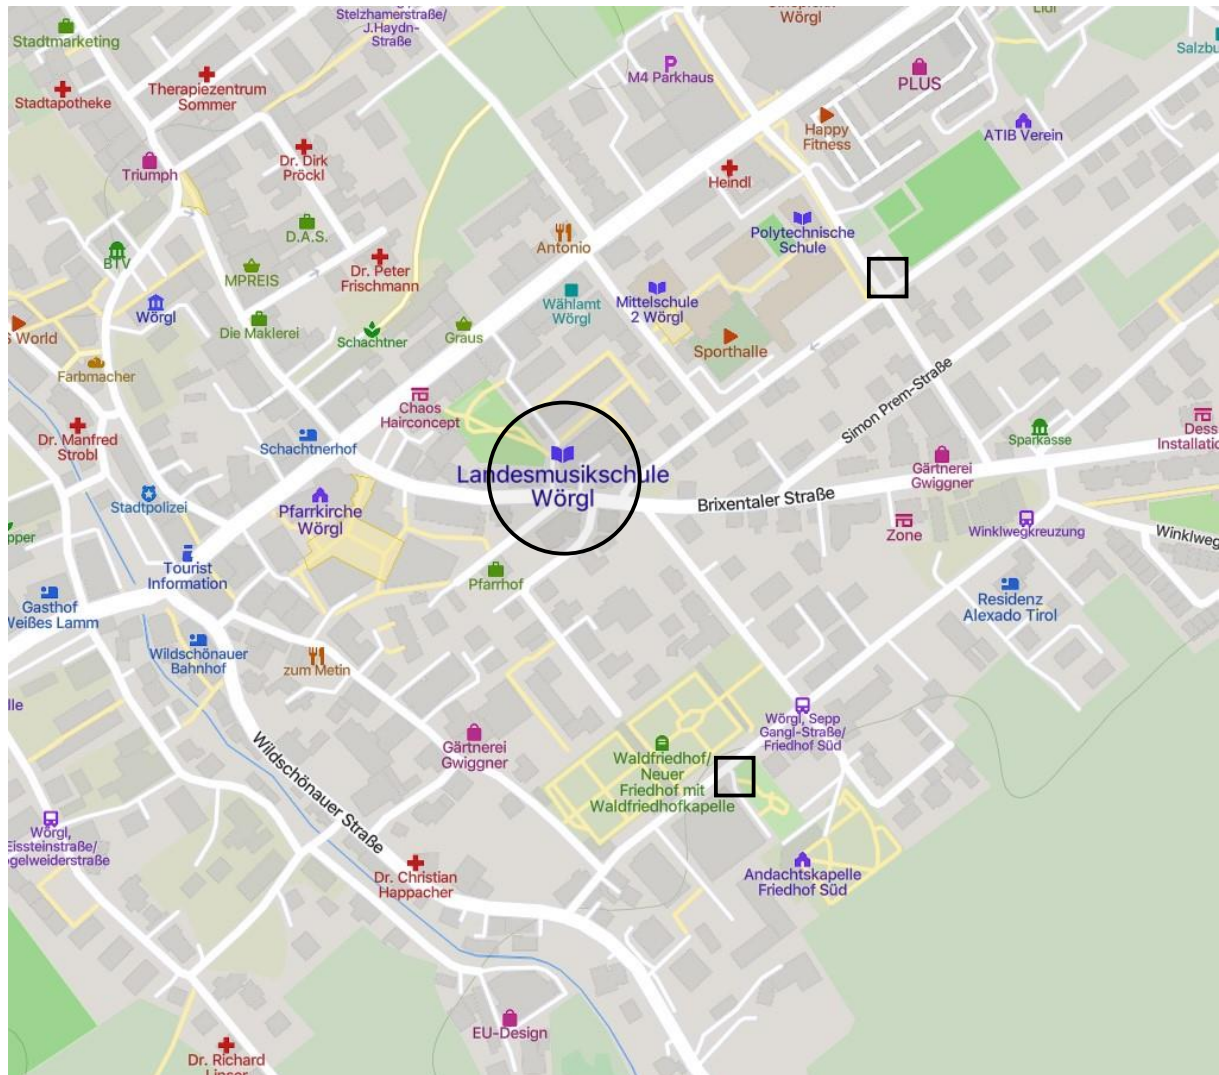 Stadtmarketing
Stelzhamerstraße/
J.Haydn-
Straße
Wörgl
Lidl
M4 Parkhaus
PLUS
Stadtapotheke
Therapiezentrum
Sommer
Happy
Fitness
ATIB Verein
Triumph
Dr. Dirk
Pröckl
Heindl
D.A.S.
Antonio
Polytechnische
Schule
BTV
MPREIS
Dr. Peter
Frischmann
Wörgl
Wählamt
Wörgl
Mittelschule
2 Wörgl
Die Maklerei
Schachtner
Graus
Sporthalle
World
Farbmacher
Chaos
Hairconcept
Simon Prem-Straße
Dr. Manfred
Strobl
Schachtnerhof
Sparkasse
Landesmusikschule
Wörgl
Gärtnerei
Gwiggner
Stadtpolizei
Pfarrkirche
Wörgl
Brixentaler Straße
Zone
Winklwegkreuzung
Winklweg
Tourist
Information
Pfarrhof
Gasthof
Weißes Lamm
Residenz
Alexado Tirol
Wildschönauer
Bahnhof
zum Metin
Wörgl, Sepp
Gangl-Straße/
Friedhof Süd
Gärtnerei
Gwiggner
Waldfriedhof/
Neuer
Friedhof mit
Waldfriedhofkapelle
Wildschönauer Straße
Wörgl,
Eissteinstraße/
gelweiderstraße
Dr. Christian
Happacher
Andachtskapelle
Friedhof Süd
EU-Design
Dr. Richard